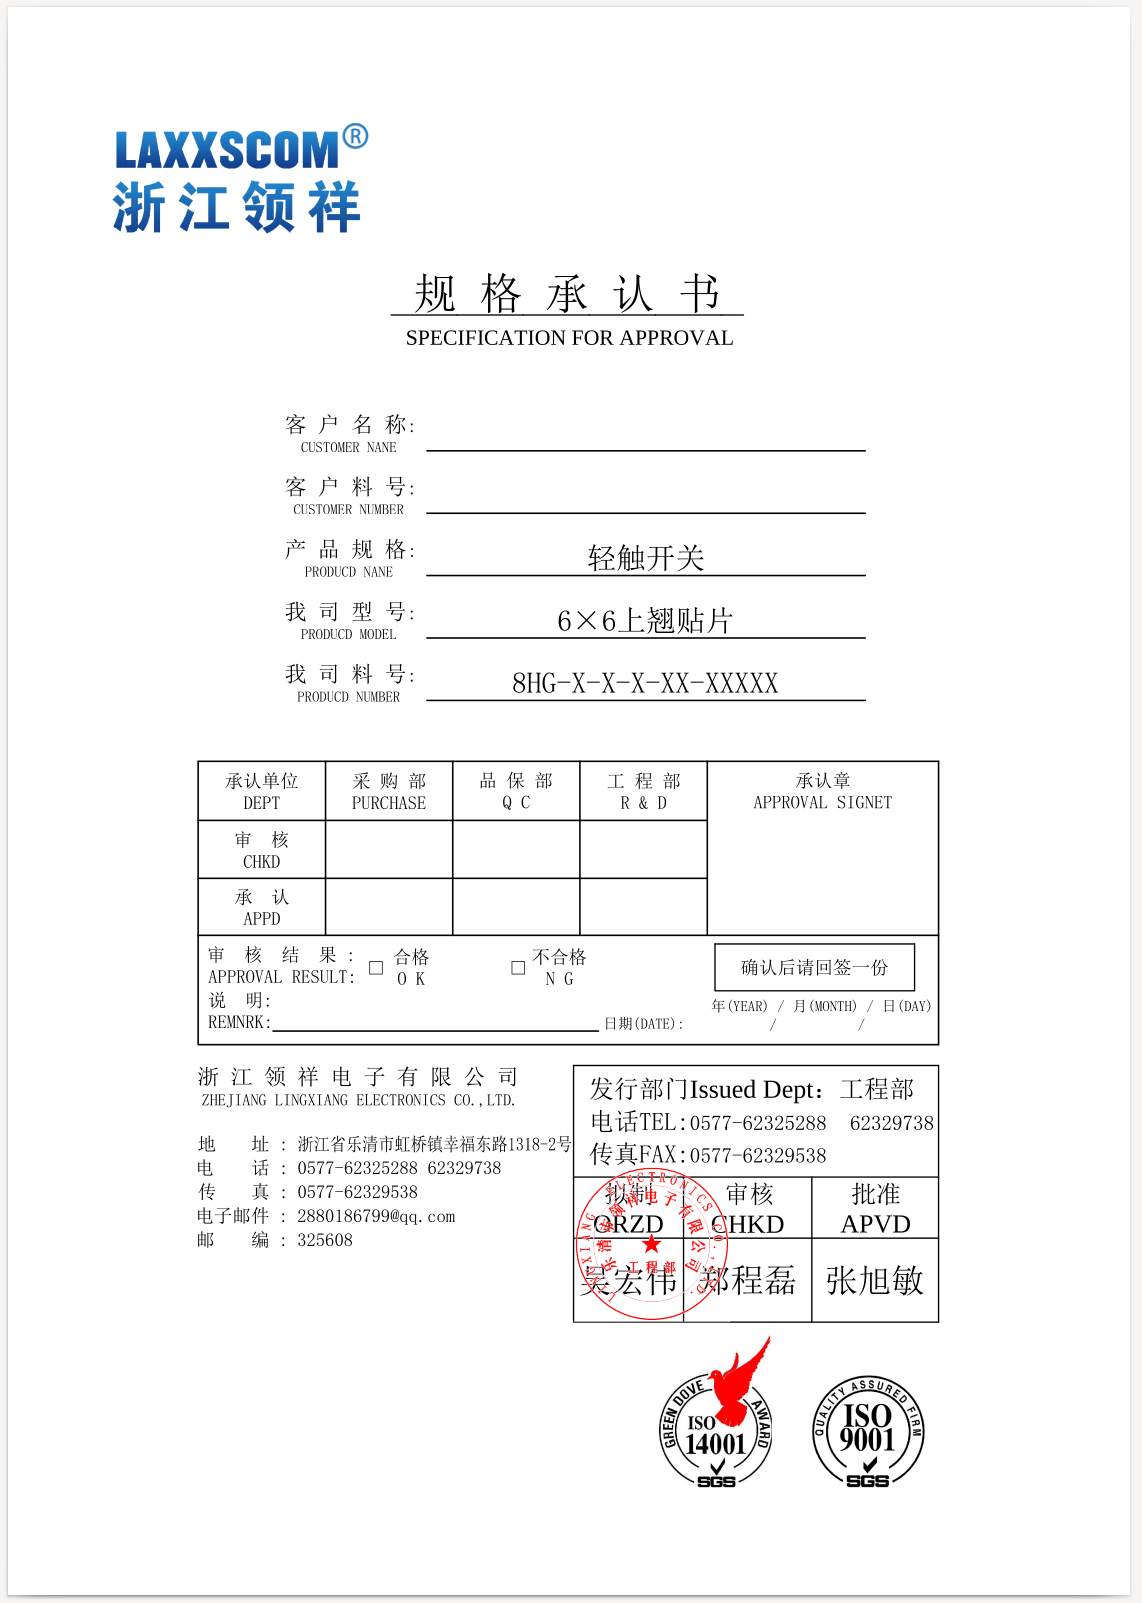 LAXXSCOM®
浙江领祥
规 格 承 认 书
SPECIFICATION FOR APPROVAL
客 户 名 称:
CUSTOMER NANE
客 户 料 号:
CUSTOMER NUMBER
产 品 规 格: 轻触开关
PRODUCD NANE
我 司 型 号: 6×6上翘贴片
PRODUCD MODEL
我 司 料 号: 8HG-X-X-X-XX-XXXXX
PRODUCD NUMBER
承认单位 采 购 部 品 保 部 工 程 部 承认章
DEPT PURCHASE Q C R & D APPROVAL SIGNET
审 核
CHKD
承 认
APPD
审 核 结 果 : □ 合格 □ 不合格
APPROVAL RESULT: O K N G
确认后请回签一份
说 明:
REMNRK:
日期(DATE):
年(YEAR) / 月(MONTH) / 日(DAY)
/ /
浙 江 领 祥 电 子 有 限 公 司
ZHEJIANG LINGXIANG ELECTRONICS CO.,LTD.
地 址 : 浙江省乐清市虹桥镇幸福东路1318-2号
电 话 : 0577-62325288 62329738
传 真 : 0577-62329538
电子邮件 : 2880186799@qq.com
邮 编 : 325608
发行部门Issued Dept: 工程部
电话TEL:0577-62325288 62329738
传真FAX:0577-62329538
拟制 审核 批准
ORZD CHKD APVD
吴宏伟 郑程磊 张旭敏
LINGXIANG ELECTRONICS CO.,LTD.
乐清领祥电子有限公司
工程部
GREEN DOVE AWARD
ISO
14001
SGS
QUALITY ASSURED FIRM
ISO
9001
SGS